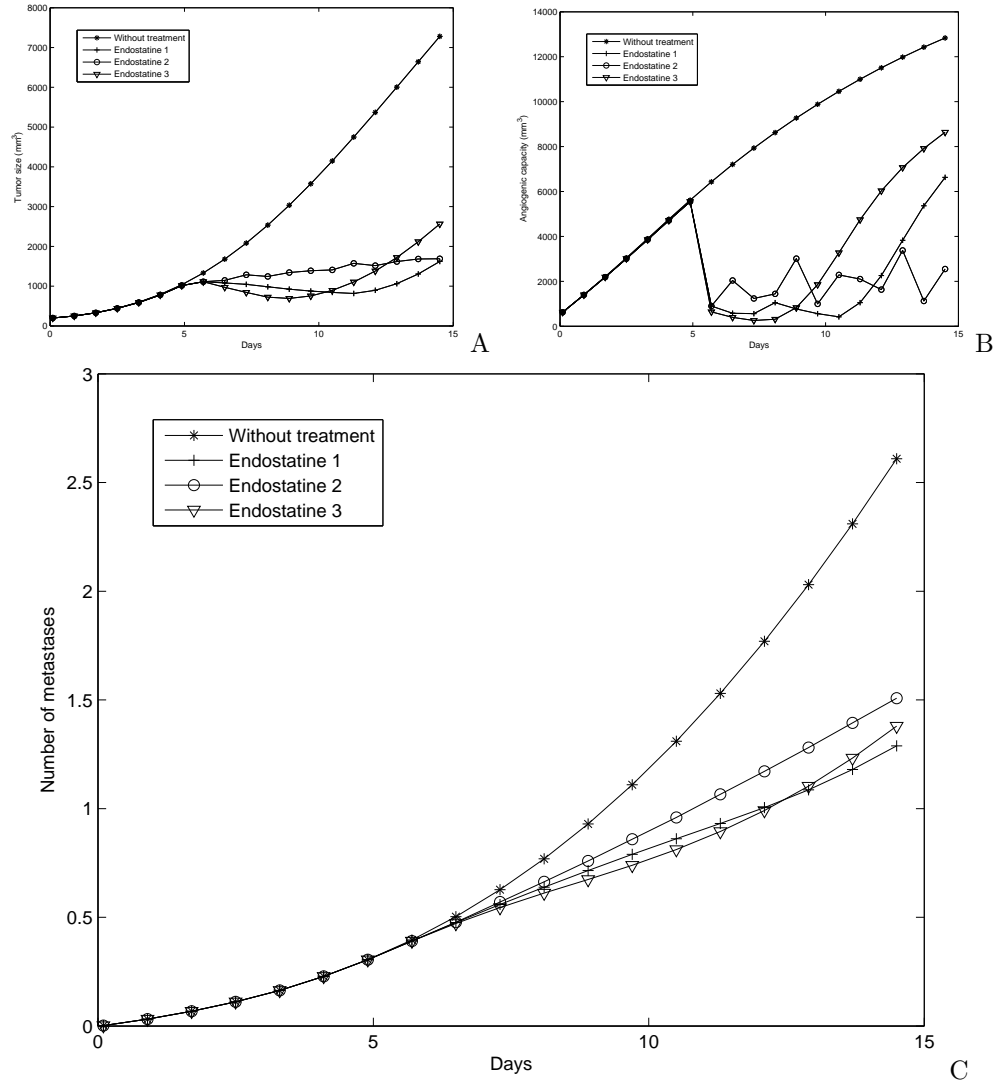 8000
7000
6000
5000
4000
3000
2000
1000
0
Tumor size (mm³)
Without treatment
Endostatine 1
Endostatine 2
Endostatine 3
0 5 10 15
Days
A
14000
12000
10000
8000
6000
4000
2000
0
Angiogenic capacity (mm³)
Without treatment
Endostatine 1
Endostatine 2
Endostatine 3
0 5 10 15
Days
B
3
2.5
2
1.5
1
0.5
0
Number of metastases
Without treatment
Endostatine 1
Endostatine 2
Endostatine 3
0 5 10 15
Days
C